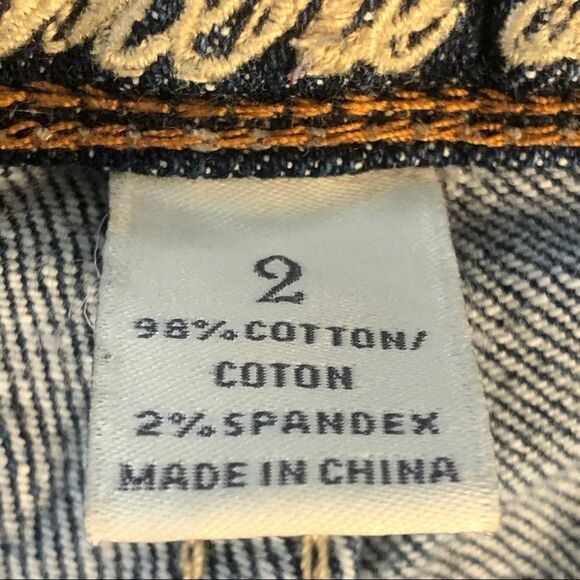 2
98% COTTON/
COTON
2% SPANDEX
MADE IN CHINA